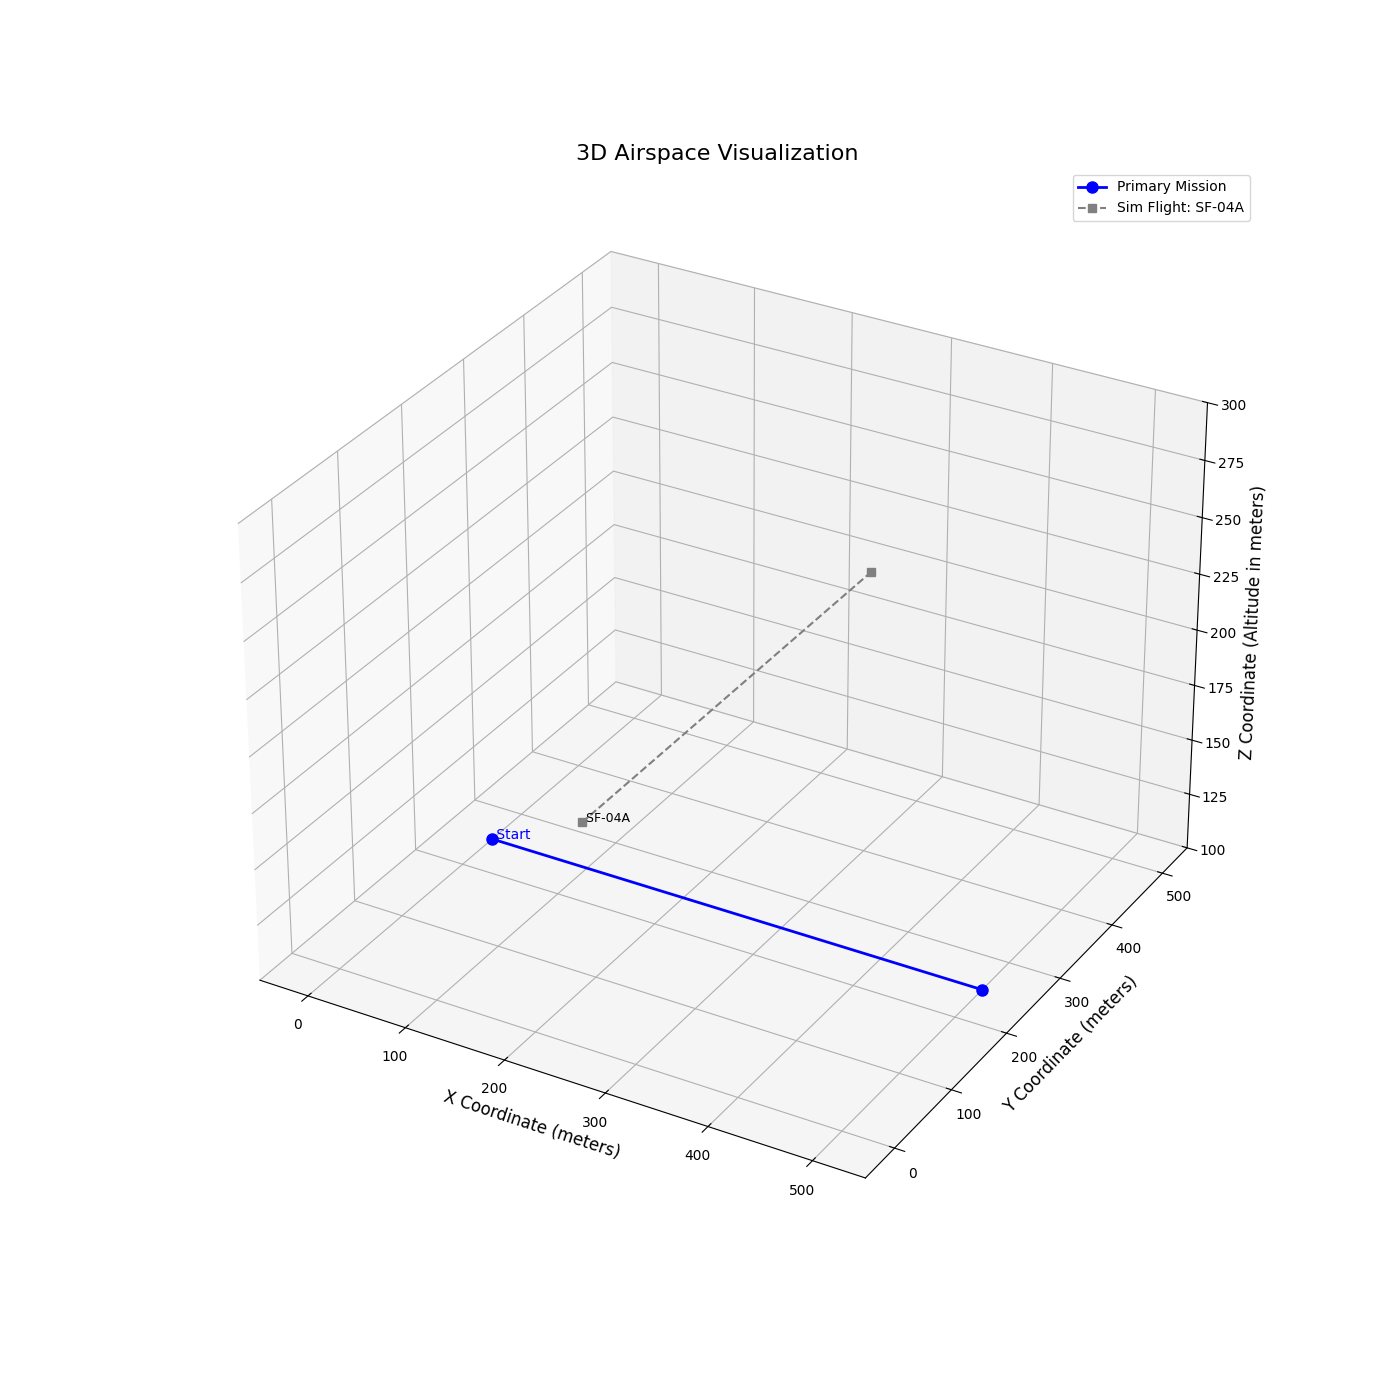 3D Airspace Visualization
Primary Mission
Sim Flight: SF-04A
300
275
250
225
200
175
150
125
100
Z Coordinate (Altitude in meters)
SF-04A
Start
0
100
200
300
400
500
X Coordinate (meters)
0
100
200
300
400
500
Y Coordinate (meters)